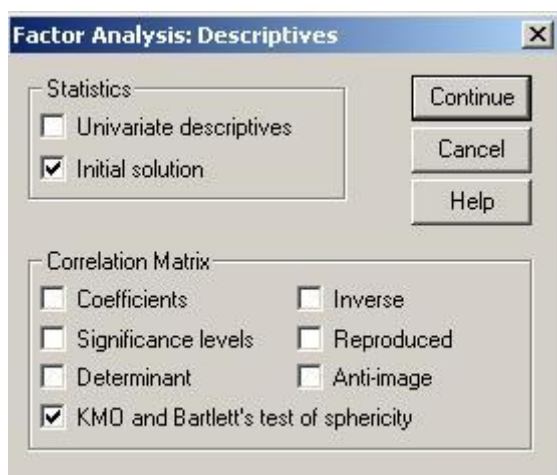 Factor Analysis: Descriptives
Statistics
Univariate descriptives
Initial solution
Continue
Cancel
Help
Correlation Matrix
Coefficients
Inverse
Significance levels
Reproduced
Determinant
Anti-image
KMO and Bartlett's test of sphericity